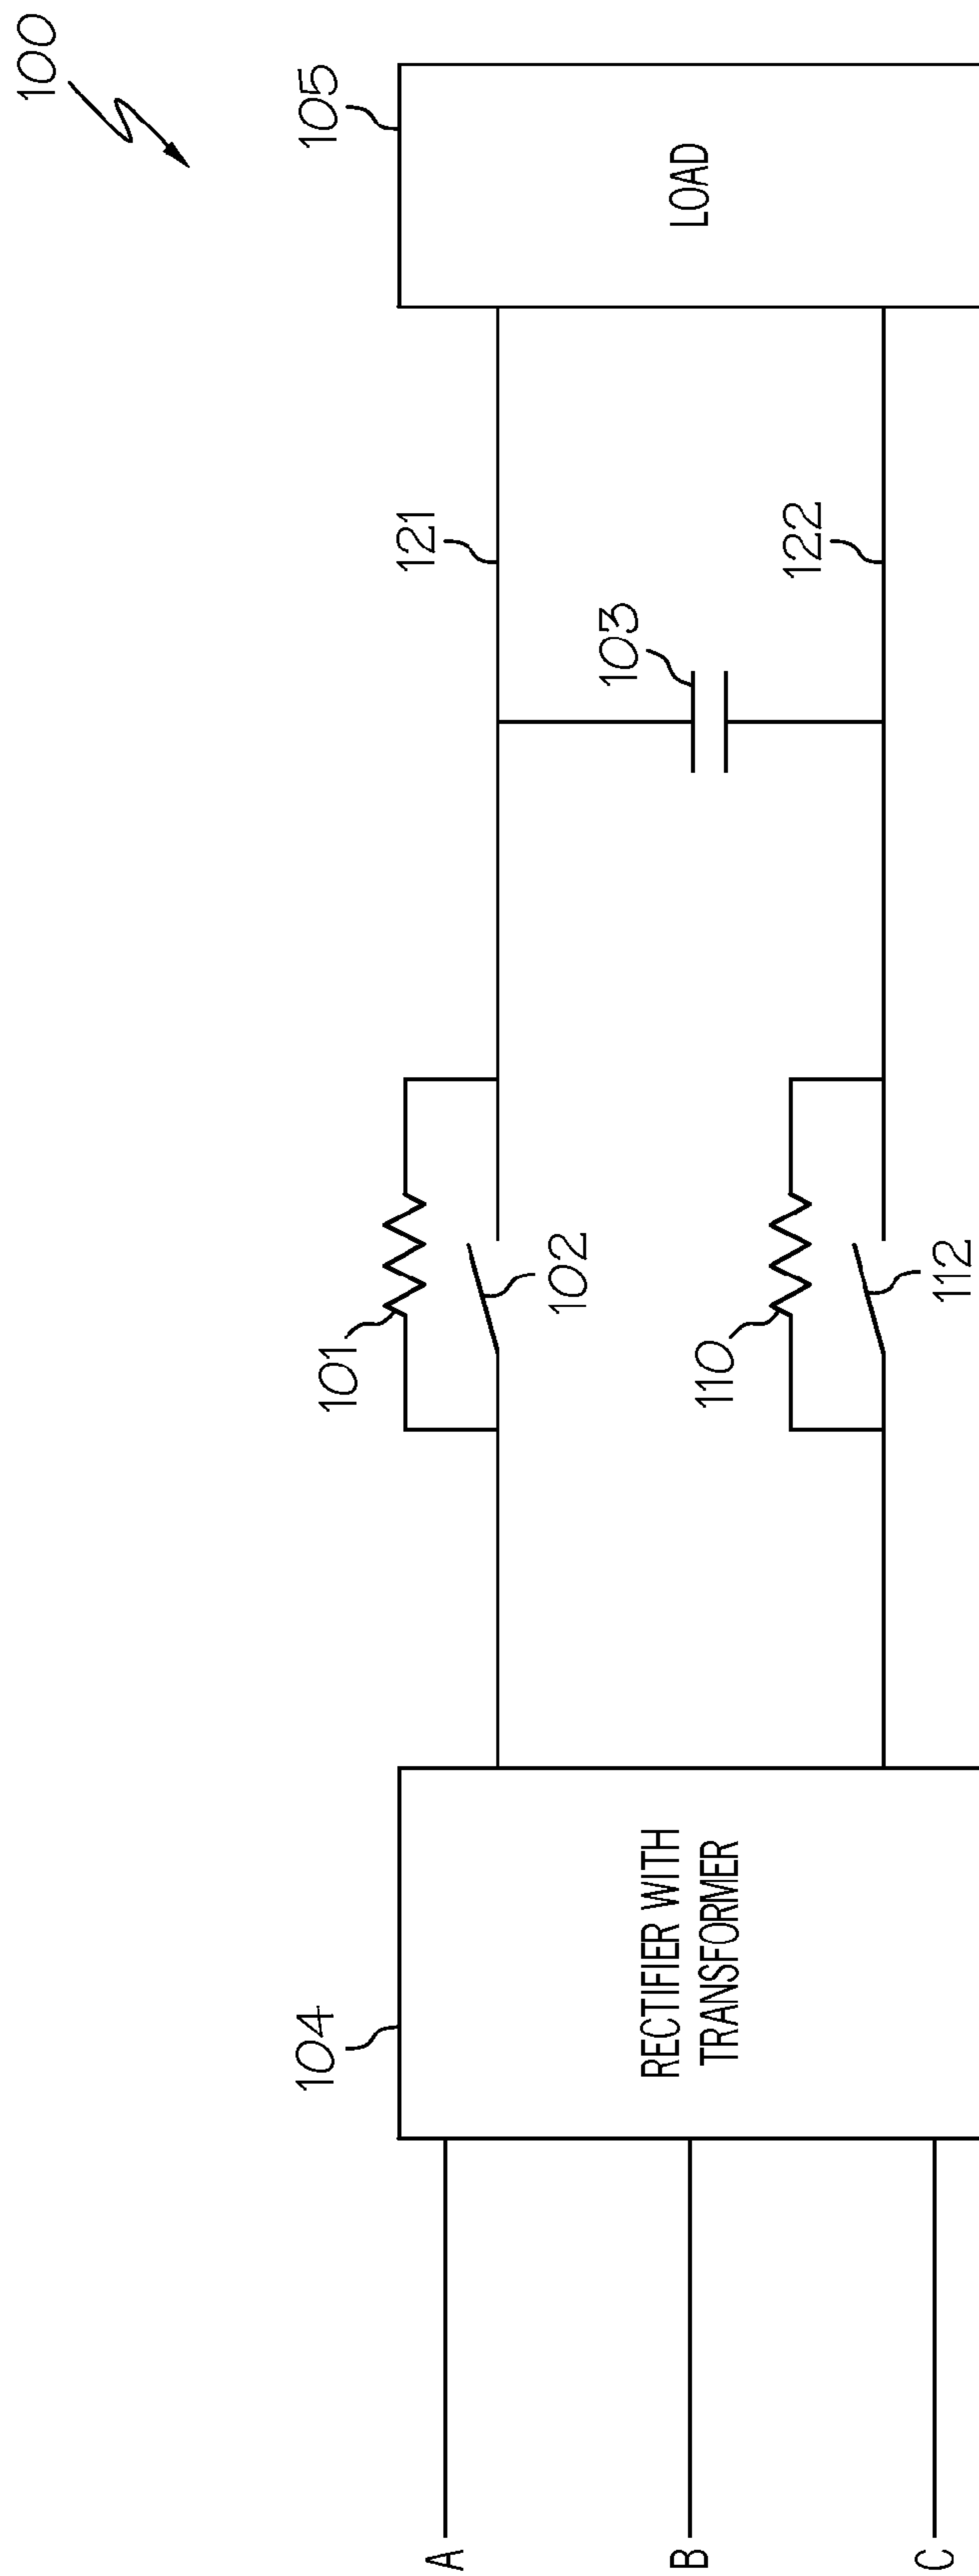 100
105
LOAD
121
122
103
101
102
110
112
104
RECTIFIER WITH
TRANSFORMER
A
B
C